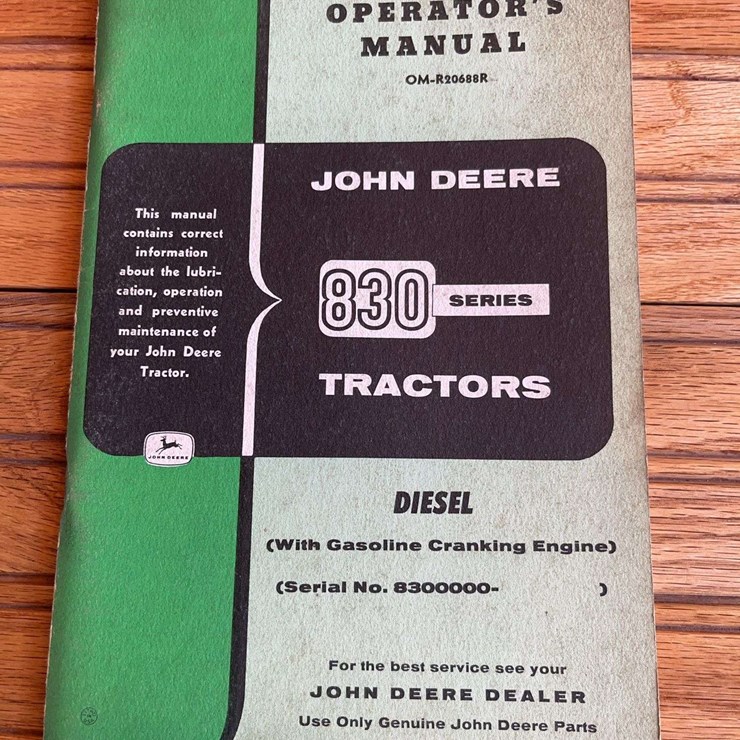 OPERATOR'S
MANUAL
OM-R20688R
This manual
contains correct
information
about the lubri-
cation, operation
and preventive
maintenance of
your John Deere
Tractor.
JOHN DEERE
830 SERIES
TRACTORS
JOHN DEERE
DIESEL
(With Gasoline Cranking Engine)
(Serial No. 8300000- )
For the best service see your
JOHN DEERE DEALER
Use Only Genuine John Deere Parts